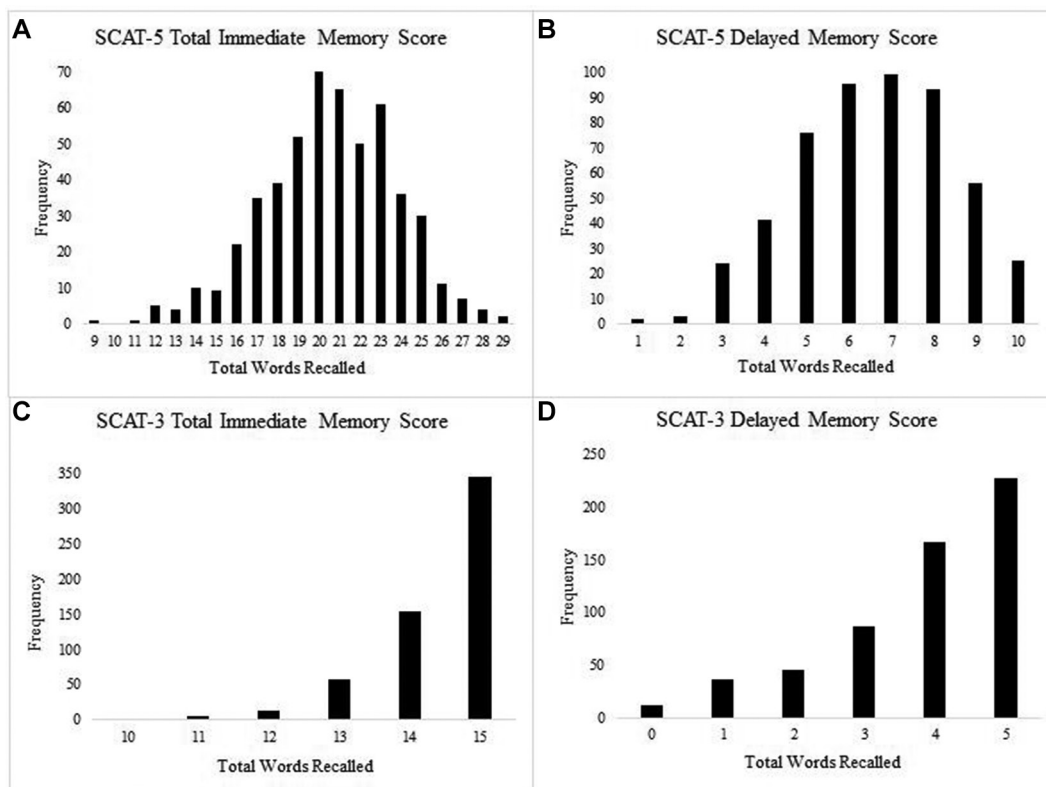 A
SCAT-5 Total Immediate Memory Score
70
60
50
40
30
20
10
0
Frequency
9 10 11 12 13 14 15 16 17 18 19 20 21 22 23 24 25 26 27 28 29
Total Words Recalled
B
SCAT-5 Delayed Memory Score
100
90
80
70
60
50
40
30
20
10
0
Frequency
1 2 3 4 5 6 7 8 9 10
Total Words Recalled
C
SCAT-3 Total Immediate Memory Score
350
300
250
200
150
100
50
0
Frequency
10 11 12 13 14 15
Total Words Recalled
D
SCAT-3 Delayed Memory Score
250
200
150
100
50
0
Frequency
0 1 2 3 4 5
Total Words Recalled